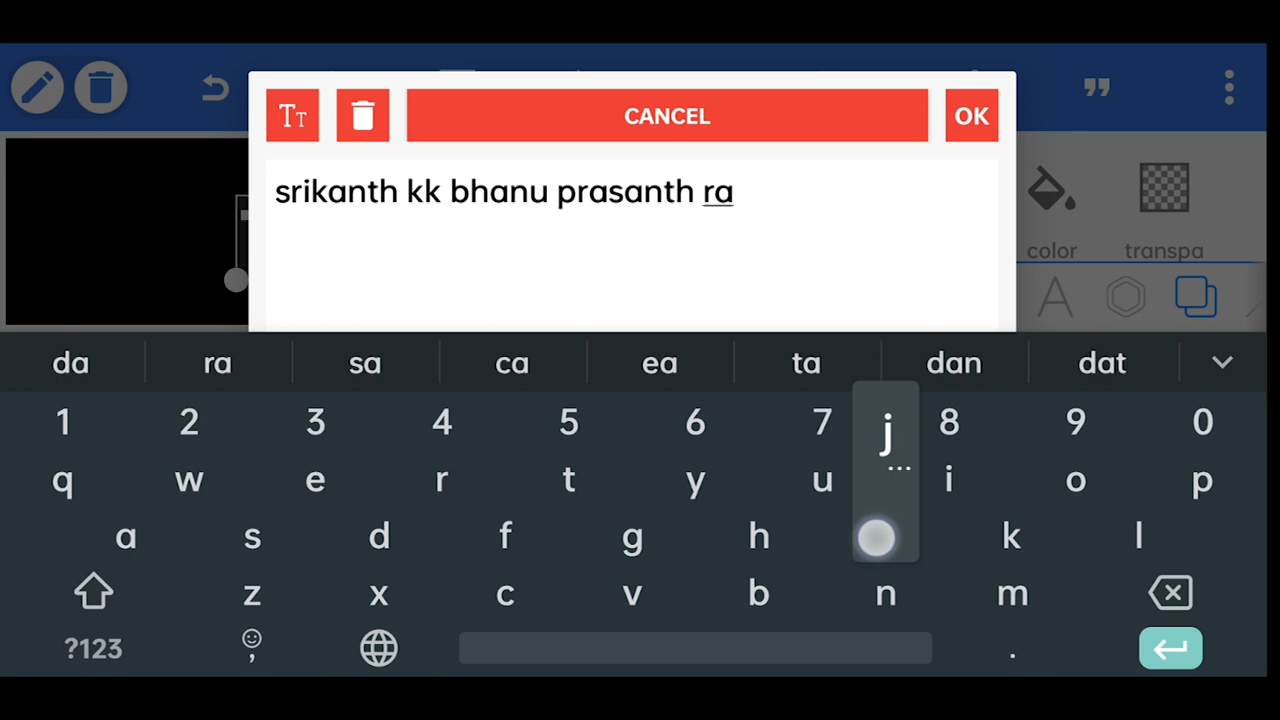 Tт
CANCEL
OK
srikanth kk bhanu prasanth ra
color
transpa
A
da ra sa ca ea ta dan dat
1 2 3 4 5 6 7 8 9 0
j
...
q w e r t y u i o p
a s d f g h k l
z x c v b n m
?123 , .